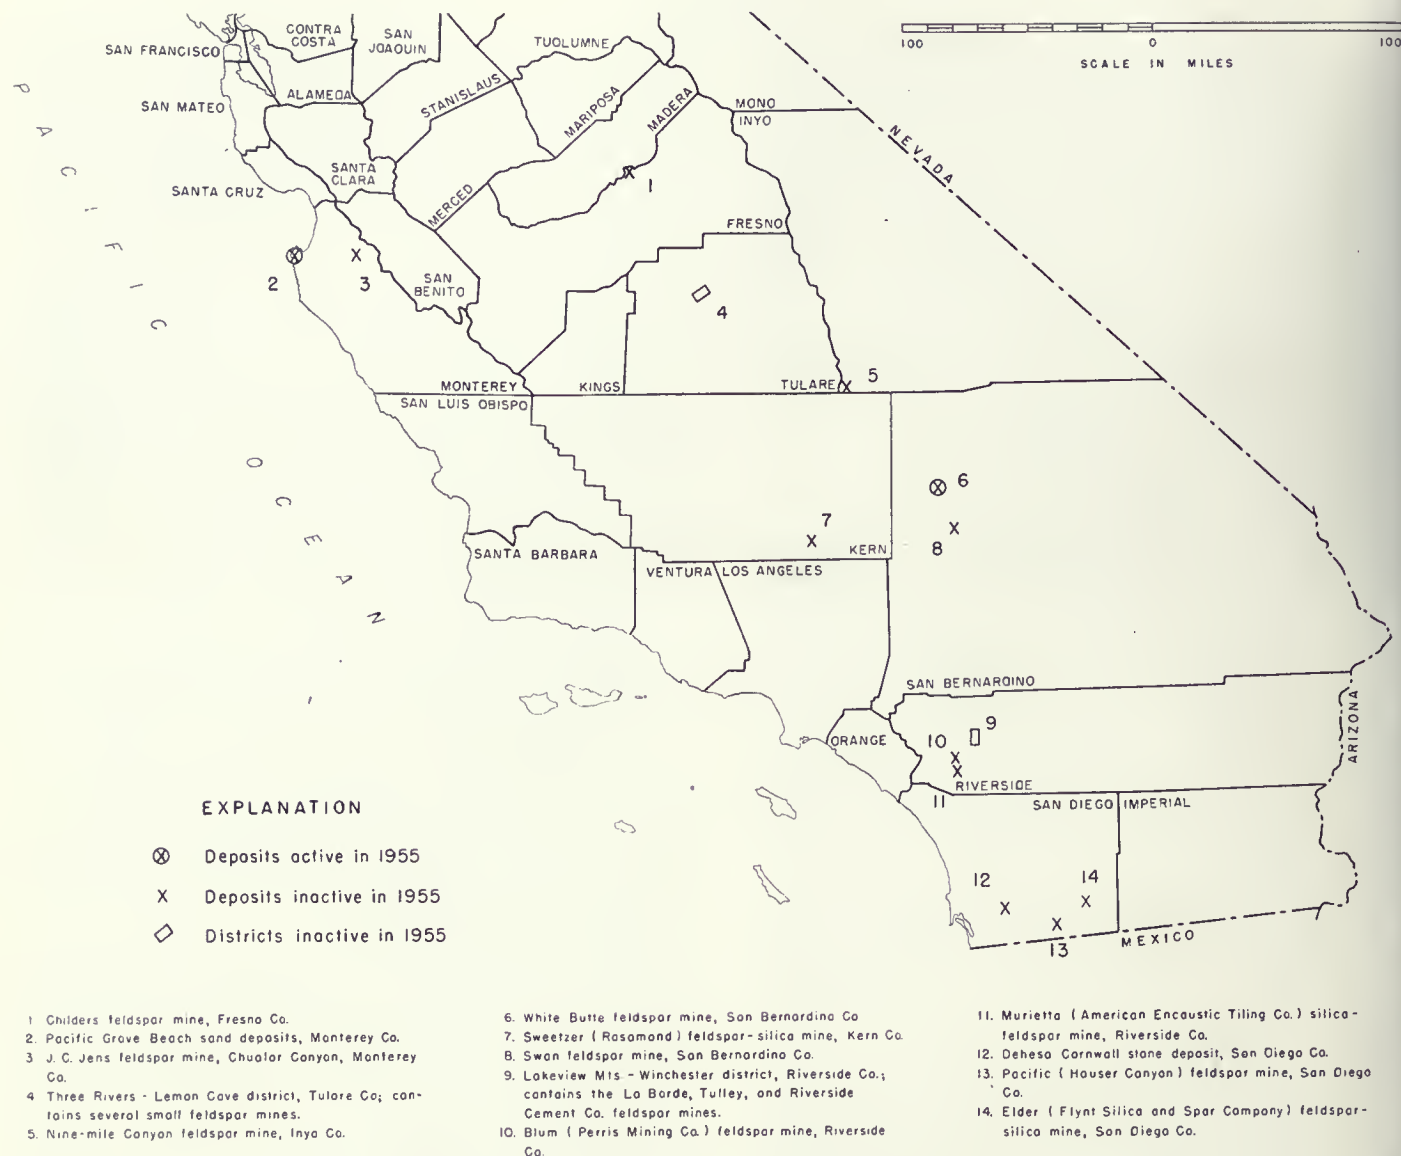 CONTRA
COSTA
SAN
JOAQUIN
TUOLUMNE
SAN FRANCISCO
100 0 100
SCALE IN MILES
ALAMEDA
STANISLAUS
MARIPOSA
MADERA
MONO
INYO
SAN MATEO
NEVADA
SANTA
CLARA
SANTA CRUZ
MERCED
1
FRESNO
2
3
SAN
BENITO
4
PACIFIC OCEAN
MONTEREY
KINGS
TULARE
5
SAN LUIS OBISPO
6
7
8
KERN
SANTA BARBARA
VENTURA
LOS ANGELES
SAN BERNARDINO
9
10
ORANGE
ARIZONA
RIVERSIDE
11
SAN DIEGO
IMPERIAL
12
14
13
MEXICO
EXPLANATION
Deposits active in 1955
Deposits inactive in 1955
Districts inactive in 1955
1 Childers feldspar mine, Fresno Co.
2. Pacific Grove Beach sand deposits, Monterey Co.
3 J. C. Jens feldspar mine, Chualar Canyon, Monterey
Co.
4 Three Rivers - Lemon Cove district, Tulare Co; con-
tains several small feldspar mines.
5. Nine-mile Canyon feldspar mine, Inyo Co.
6. White Butte feldspar mine, San Bernardino Co
7. Sweetzer (Rosamond) feldspar-silica mine, Kern Co.
8. Swan feldspar mine, San Bernardino Co.
9. Lakeview Mts - Winchester district, Riverside Co.;
contains the La Borde, Tulley, and Riverside
Cement Co. feldspar mines.
10. Blum (Perris Mining Co.) feldspar mine, Riverside
Co.
11. Murietta (American Encaustic Tiling Co.) silica-
feldspar mine, Riverside Co.
12. Dehesa Cornwall stone deposit, San Diego Co.
13. Pacific (Hauser Canyon) feldspar mine, San Diego
Co.
14. Elder (Flynt Silica and Spar Company) feldspar-
silica mine, San Diego Co.